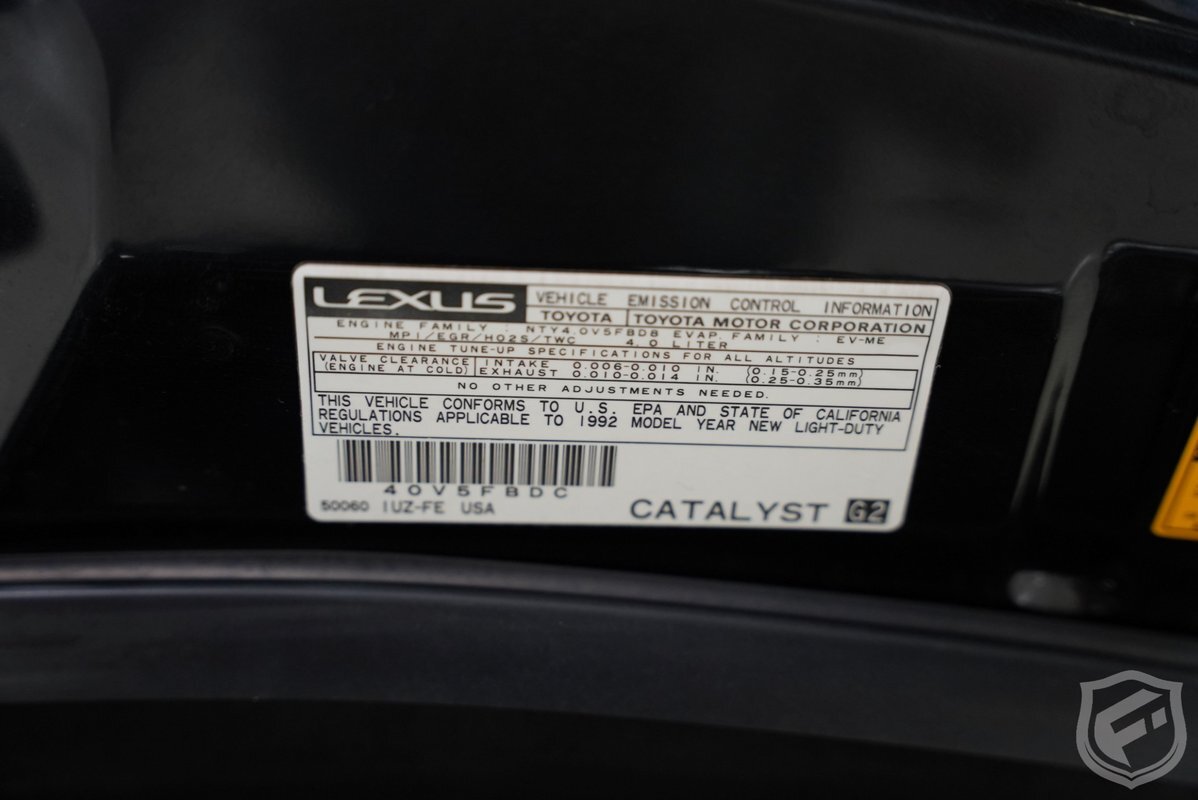 LEXUS VEHICLE EMISSION CONTROL INFORMATION
TOYOTA TOYOTA MOTOR CORPORATION
ENGINE FAMILY : NTY4.0V5FBD8 EVAP. FAMILY : EV-ME
MPI/EGR/HO2S/TWC 4.0 LITER
ENGINE TUNE-UP SPECIFICATIONS FOR ALL ALTITUDES
VALVE CLEARANCE INTAKE 0.006-0.010 IN. (0.15-0.25mm)
(ENGINE AT COLD) EXHAUST 0.010-0.014 IN. (0.25-0.35mm)
NO OTHER ADJUSTMENTS NEEDED.
THIS VEHICLE CONFORMS TO U.S. EPA AND STATE OF CALIFORNIA
REGULATIONS APPLICABLE TO 1992 MODEL YEAR NEW LIGHT-DUTY
VEHICLES.
40V5FBDC
50060 1UZ-FE USA
CATALYST G2